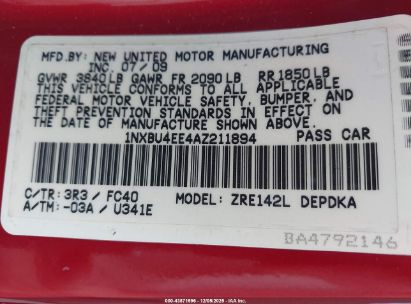 MFD.BY: NEW UNITED MOTOR MANUFACTURING
INC. 07/09
GVWR 3840 LB GAWR FR 2090 LB RR 1850 LB
THIS VEHICLE CONFORMS TO ALL APPLICABLE
FEDERAL MOTOR VEHICLE SAFETY, BUMPER, AND
THEFT PREVENTION STANDARDS IN EFFECT ON
THE DATE OF MANUFACTURE SHOWN ABOVE.
1NXBU4EE4AZ211894 PASS CAR
C/TR: 3R3 / FC40 MODEL: ZRE142L DEPDKA
A/TM: -03A / U341E
BA4792146